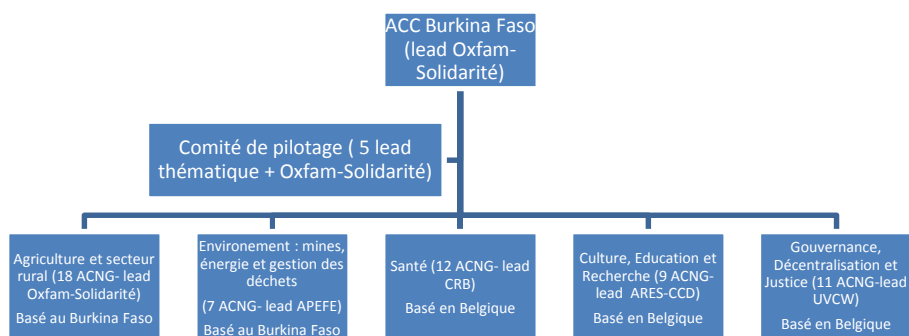 ACC Burkina Faso
(lead Oxfam-
Solidarité)
Comité de pilotage ( 5 lead
thématique + Oxfam-Solidarité)
Agriculture et secteur
rural (18 ACNG- lead
Oxfam-Solidarité)
Basé au Burkina Faso
Environement : mines,
énergie et gestion des
déchets
(7 ACNG- lead APEFE)
Basé au Burkina Faso
Santé (12 ACNG- lead
CRB)
Basé en Belgique
Culture, Education et
Recherche (9 ACNG-
lead  ARES-CCD)
Basé en Belgique
Gouvernance,
Décentralisation et
Justice (11 ACNG-lead
UVCW)
Basé en Belgique